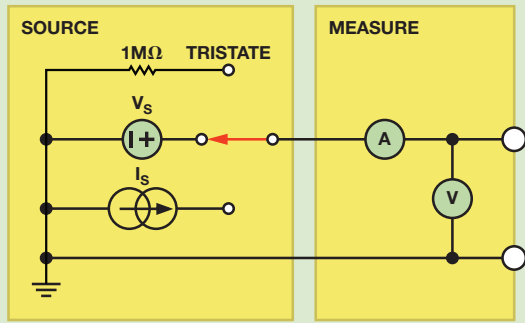 SOURCE
MEASURE
1MΩ TRISTATE
VS
A
IS
V